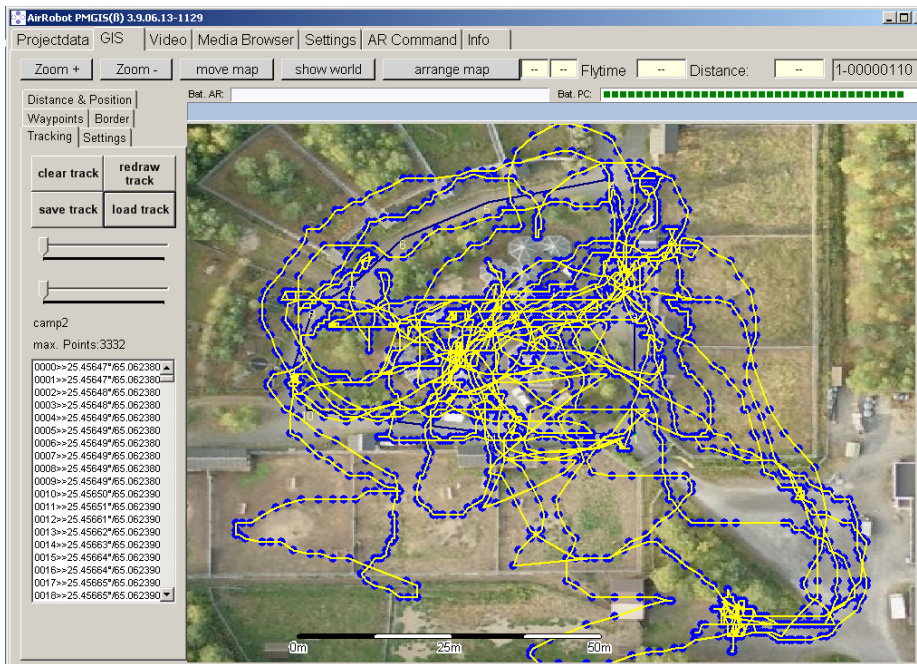 AirRobot PMGIS(ß) 3.9.06.13-1129
Projectdata GIS Video Media Browser Settings AR Command Info
Zoom + Zoom - move map show world arrange map -- -- Flytime -- Distance: -- 1-00000110
Bat. AR: Bat. PC:
Distance & Position
Waypoints Border
Tracking Settings
clear track redraw track
save track load track
camp2
max. Points:3332
0000>>25.45647°/65.062380
0001>>25.45647°/65.062380
0002>>25.45648°/65.062380
0003>>25.45648°/65.062380
0004>>25.45649°/65.062380
0005>>25.45649°/65.062380
0006>>25.45649°/65.062380
0007>>25.45649°/65.062380
0008>>25.45649°/65.062380
0009>>25.45649°/65.062380
0010>>25.45650°/65.062390
0011>>25.45651°/65.062390
0012>>25.45661°/65.062390
0013>>25.45662°/65.062390
0014>>25.45663°/65.062390
0015>>25.45664°/65.062390
0016>>25.45664°/65.062390
0017>>25.45665°/65.062390
0018>>25.45665°/65.062390
6
0m 25m 50m